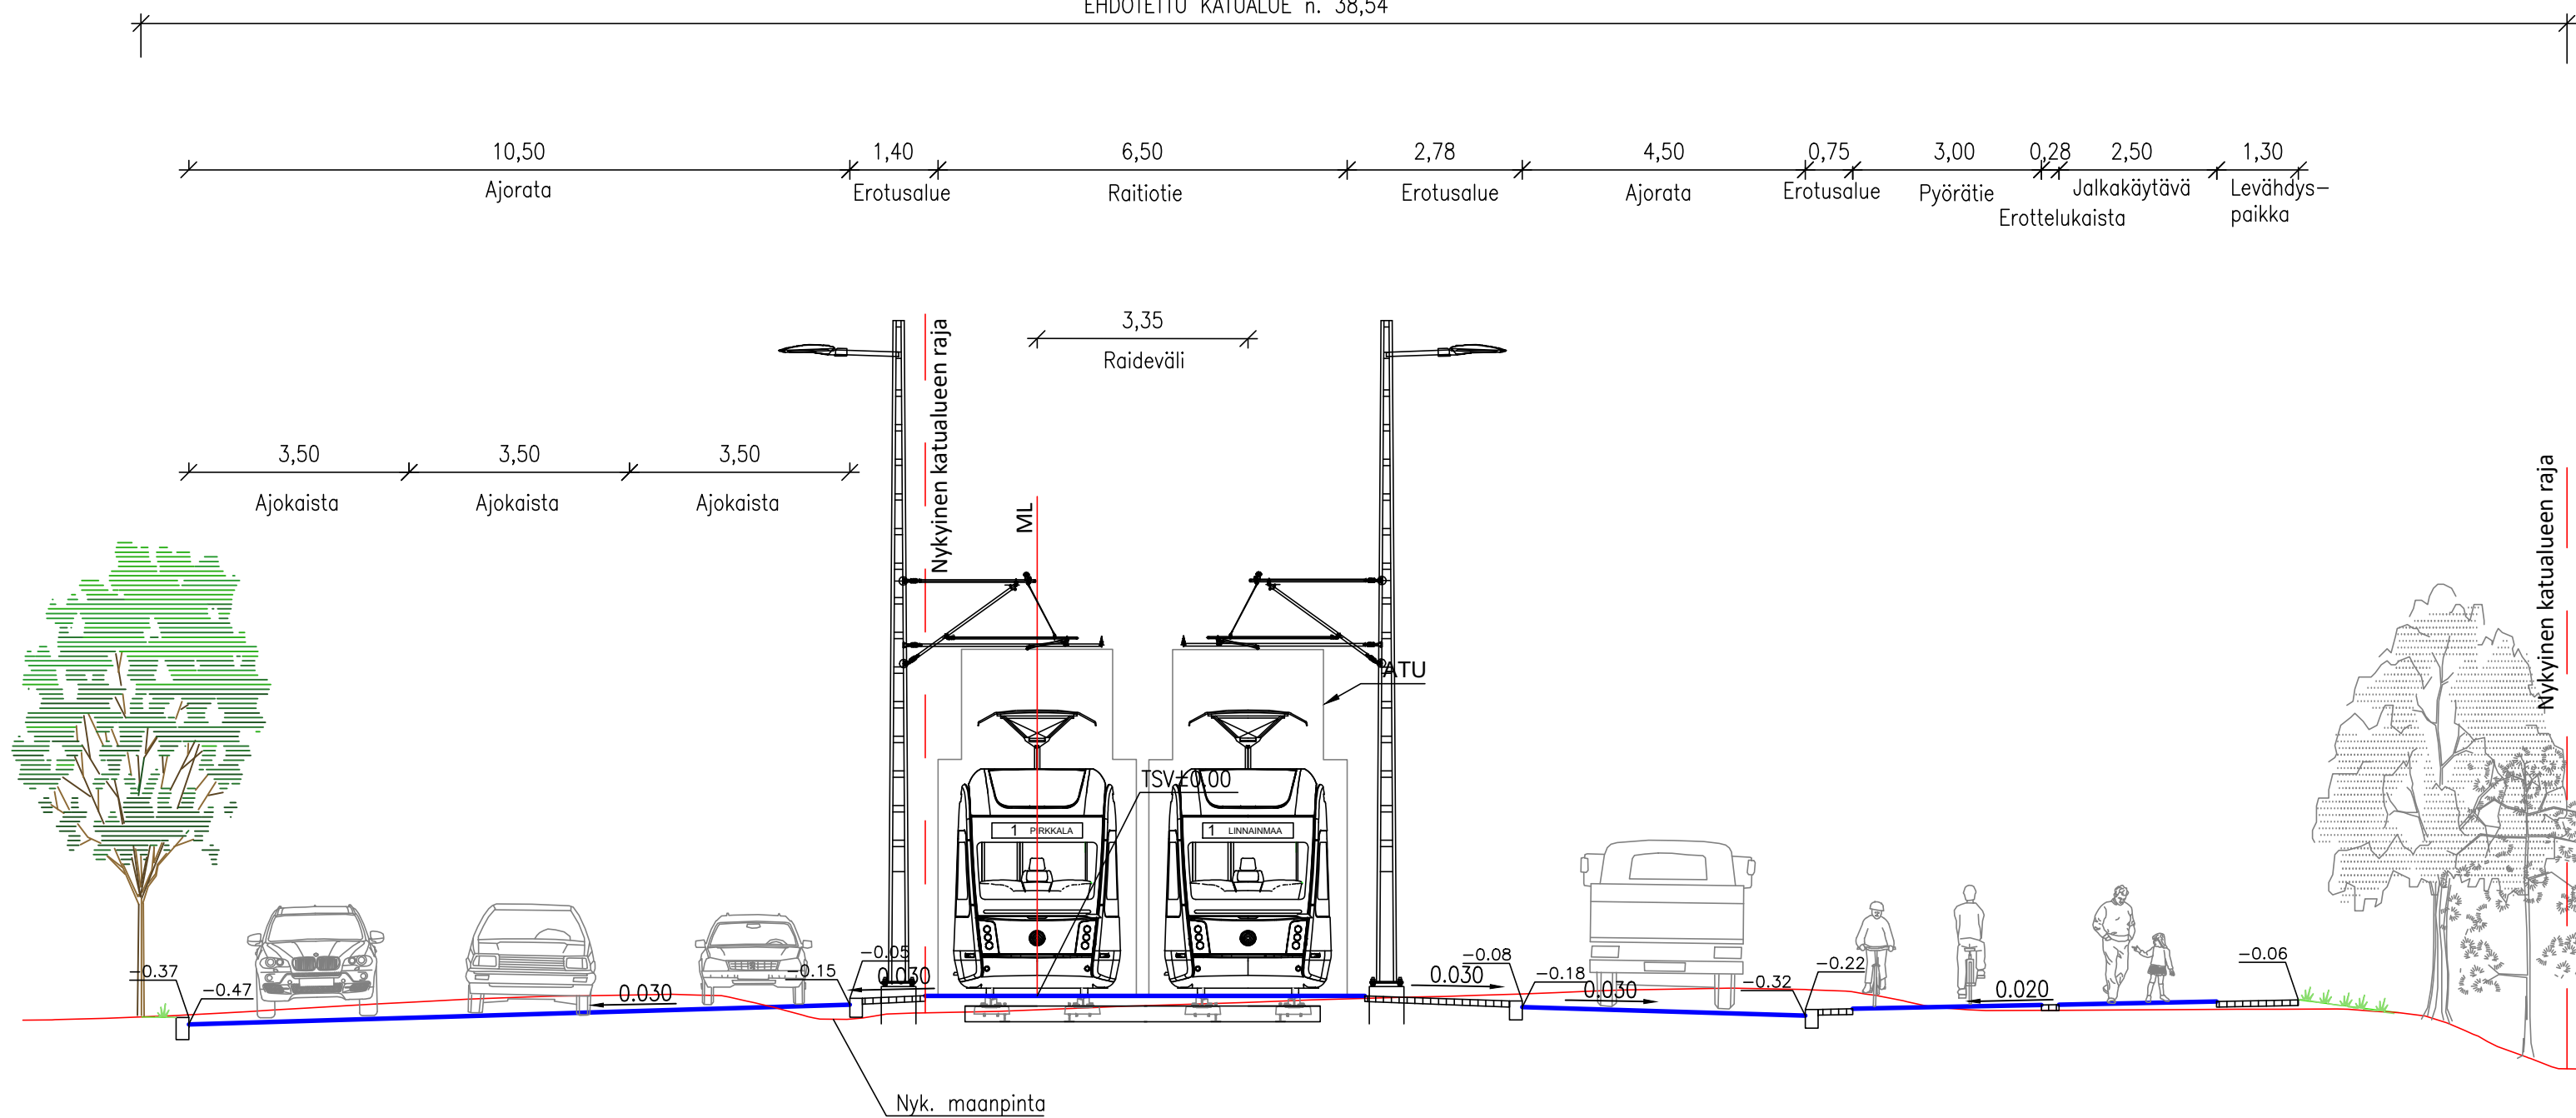 EHDOTETTU KATUALUE n. 38,54
10,50
1,40
6,50
2,78
4,50
0,75
3,00
0,28
2,50
1,30
Ajorata
Erotusalue
Raitiotie
Erotusalue
Ajorata
Erotusalue
Pyörätie
Erottelukaista
Jalkakäytävä
Levähdys-
paikka
3,35
Raideväli
3,50
3,50
3,50
Ajokaista
Ajokaista
Ajokaista
Nykyinen katualueen raja
ML
Nykyinen katualueen raja
ATU
TSV±0.00
1 PIRKKALA
1 LINNAINMAA
-0.37
-0.47
0.030
-0.15
-0.05
0.030
0.030
-0.08
-0.18
0.030
-0.32
-0.22
0.020
-0.06
Nyk. maanpinta